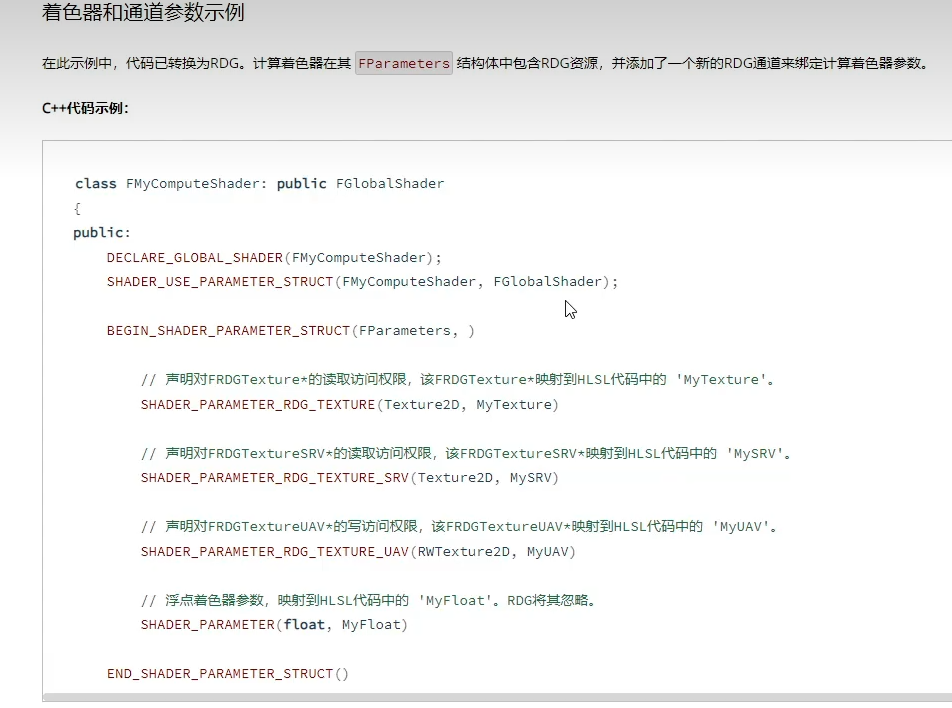 着色器和通道参数示例
在此示例中，代码已转换为RDG。计算着色器在其 FParameters 结构体中包含RDG资源，并添加了一个新的RDG通道来绑定计算着色器参数。
C++代码示例：
class FMyComputeShader: public FGlobalShader
{
public:
DECLARE_GLOBAL_SHADER(FMyComputeShader);
SHADER_USE_PARAMETER_STRUCT(FMyComputeShader, FGlobalShader);
BEGIN_SHADER_PARAMETER_STRUCT(FParameters, )
// 声明对FRDGTexture*的读取访问权限，该FRDGTexture*映射到HLSL代码中的 'MyTexture'。
SHADER_PARAMETER_RDG_TEXTURE(Texture2D, MyTexture)
// 声明对FRDGTextureSRV*的读取访问权限，该FRDGTextureSRV*映射到HLSL代码中的 'MySRV'。
SHADER_PARAMETER_RDG_TEXTURE_SRV(Texture2D, MySRV)
// 声明对FRDGTextureUAV*的写访问权限，该FRDGTextureUAV*映射到HLSL代码中的 'MyUAV'。
SHADER_PARAMETER_RDG_TEXTURE_UAV(RWTexture2D, MyUAV)
// 浮点着色器参数，映射到HLSL代码中的 'MyFloat'。RDG将其忽略。
SHADER_PARAMETER(float, MyFloat)
END_SHADER_PARAMETER_STRUCT()